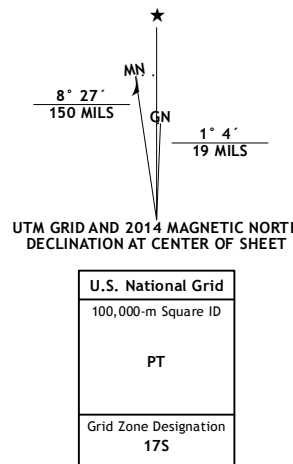 MN
8° 27´
150 MILS
GN
1° 4´
19 MILS
UTM GRID AND 2014 MAGNETIC NORTH
DECLINATION AT CENTER OF SHEET
U.S. National Grid
100,000-m Square ID
PT
Grid Zone Designation
17S